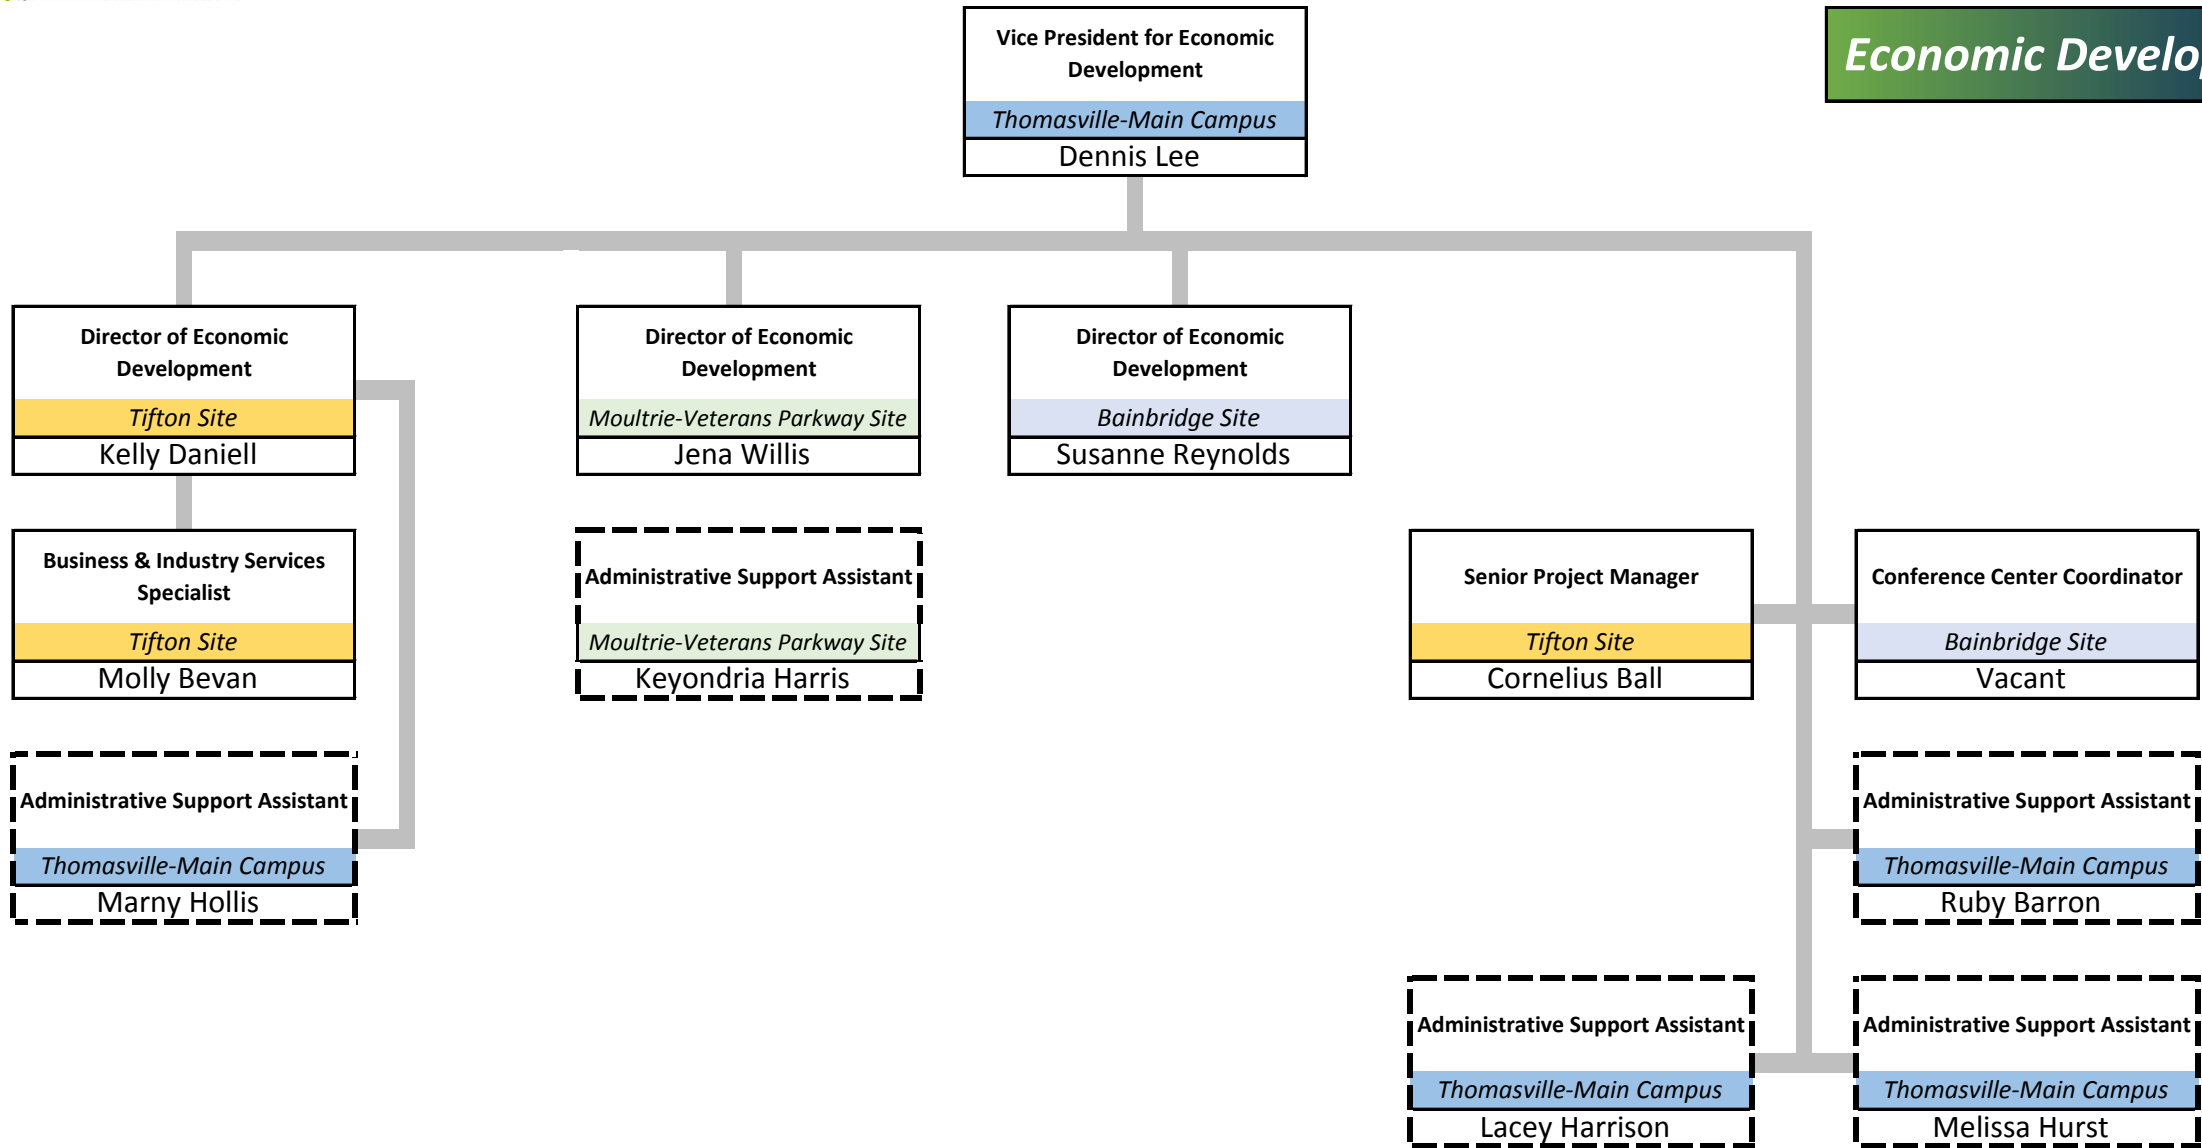 Vice President for Economic
Development
Thomasville-Main Campus
Dennis Lee
Economic
Director of Economic
Development
Tifton Site
Kelly Daniell
Director of Economic
Development
Moultrie-Veterans Parkway Site
Jena Willis
Director of Economic
Development
Bainbridge Site
Susanne Reynolds
Business & Industry Services
Specialist
Tifton Site
Molly Bevan
Administrative Support Assistant
Moultrie-Veterans Parkway Site
Keyondria Harris
Senior Project Manager
Tifton Site
Cornelius Ball
Conference Center Coordinator
Bainbridge Site
Vacant
Administrative Support Assistant
Thomasville-Main Campus
Marny Hollis
Administrative Support Assistant
Thomasville-Main Campus
Ruby Barron
Administrative Support Assistant
Thomasville-Main Campus
Lacey Harrison
Administrative Support Assistant
Thomasville-Main Campus
Melissa Hurst